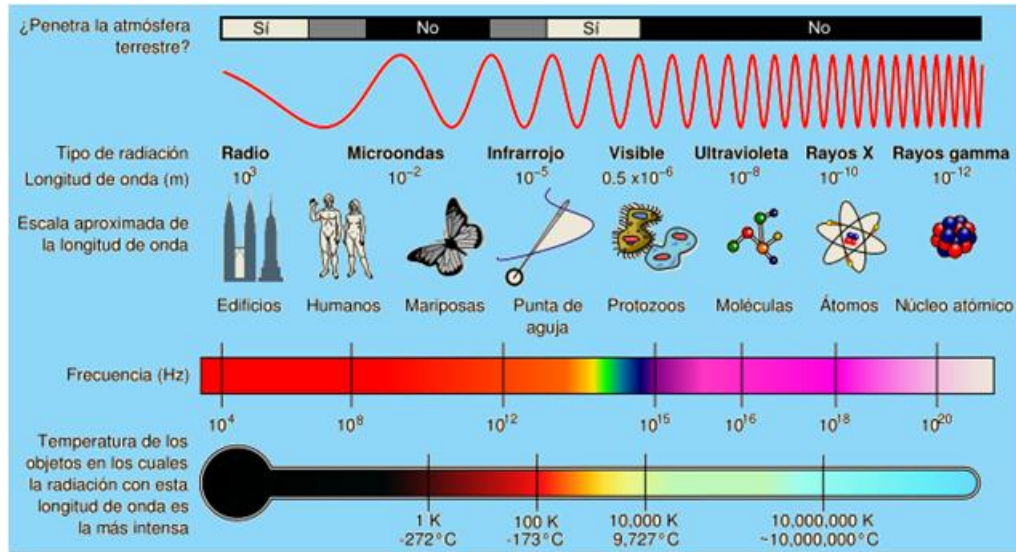 ¿Penetra la atmósfera
terrestre?
Sí
No
Sí
No
Tipo de radiación
Radio
Microondas
Infrarrojo
Visible
Ultravioleta
Rayos X
Rayos gamma
Longitud de onda (m)
10³
10⁻²
10⁻⁵
0.5 x10⁻⁶
10⁻⁸
10⁻¹⁰
10⁻¹²
Escala aproximada de
la longitud de onda
Edificios
Humanos
Mariposas
Punta de
aguja
Protozoos
Moléculas
Átomos
Núcleo atómico
Frecuencia (Hz)
10⁴
10⁸
10¹²
10¹⁵
10¹⁶
10¹⁸
10²⁰
Temperatura de los
objetos en los cuales
la radiación con esta
longitud de onda es
la más intensa
1 K
-272°C
100 K
-173°C
10,000 K
9,727°C
10,000,000 K
~10,000,000°C